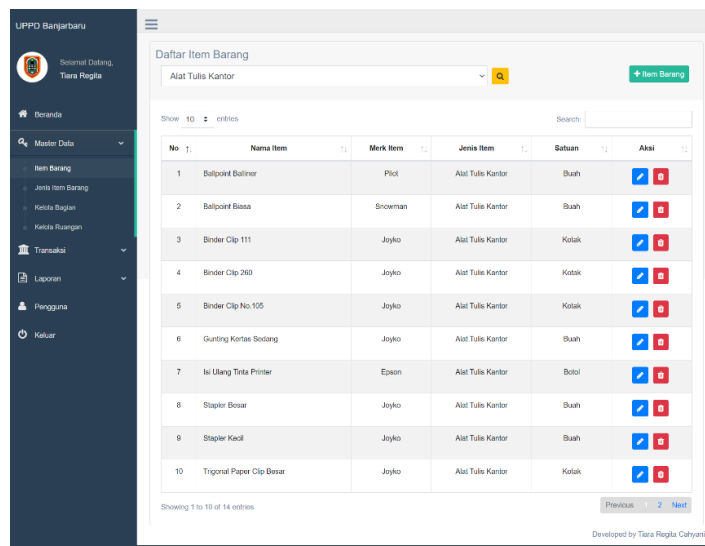 UPPD Banjarbaru
Selamat Datang,
Tiara Regita
Beranda
Master Data
Item Barang
Jenis Item Barang
Kelola Bagian
Kelola Ruangan
Transaksi
Laporan
Pengguna
Keluar
Daftar Item Barang
Alat Tulis Kantor
+ Item Barang
Show 10 entries
Search:
No Nama Item Merk Item Jenis Item Satuan Aksi
1 Ballpoint Balliner Pilot Alat Tulis Kantor Buah
2 Ballpoint Biasa Snowman Alat Tulis Kantor Buah
3 Binder Clip 111 Joyko Alat Tulis Kantor Kotak
4 Binder Clip 260 Joyko Alat Tulis Kantor Kotak
5 Binder Clip No.105 Joyko Alat Tulis Kantor Kotak
6 Gunting Kertas Sedang Joyko Alat Tulis Kantor Buah
7 Isi Ulang Tinta Printer Epson Alat Tulis Kantor Botol
8 Stapler Besar Joyko Alat Tulis Kantor Buah
9 Stapler Kecil Joyko Alat Tulis Kantor Buah
10 Trigonal Paper Clip Besar Joyko Alat Tulis Kantor Kotak
Showing 1 to 10 of 14 entries
Previous 1 2 Next
Developed by Tiara Regita Cahyani